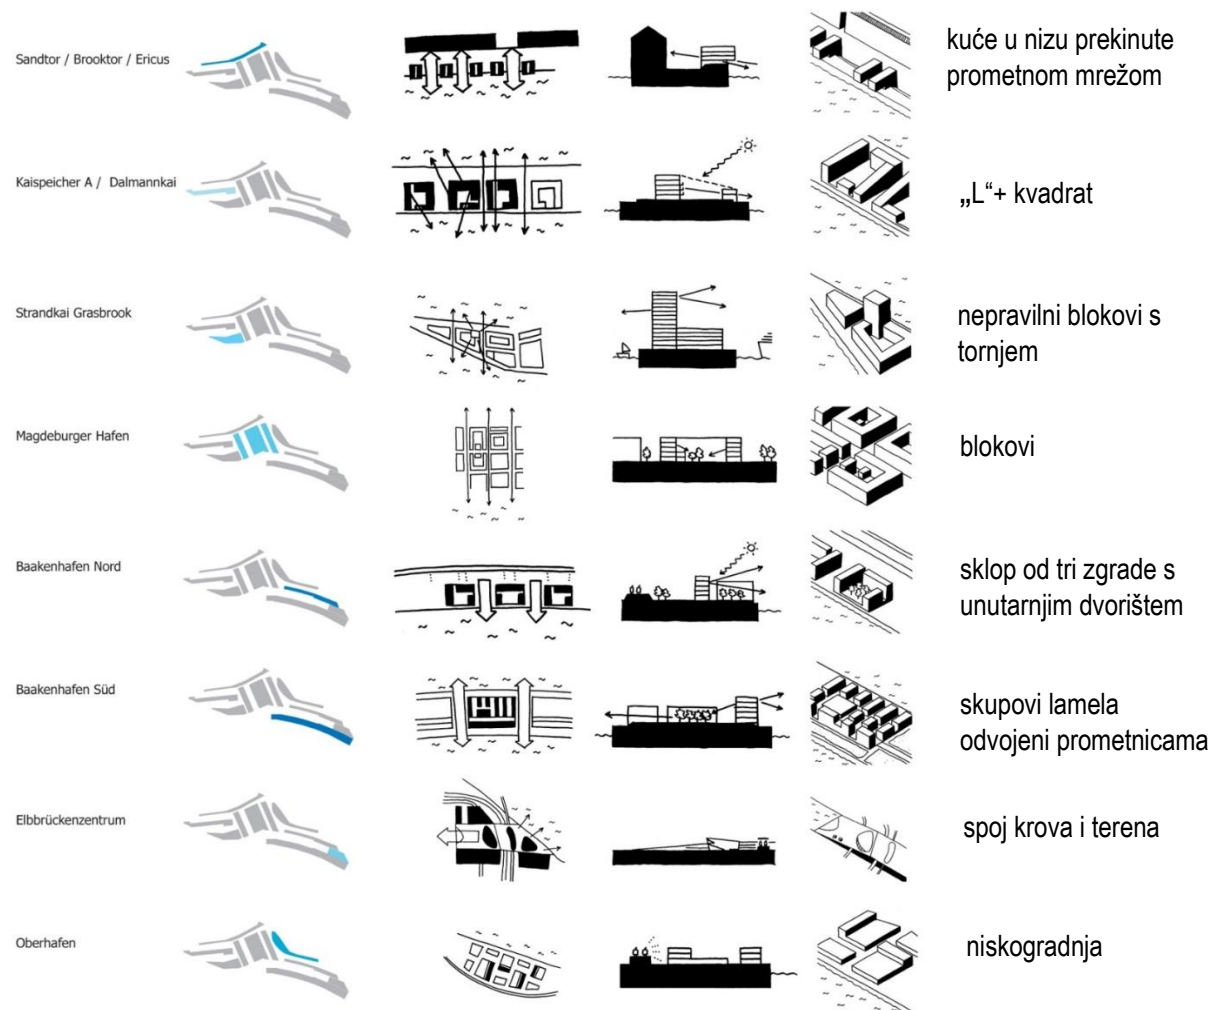 Sandtor / Brooktor / Ericus
kuće u nizu prekinute
prometnom mrežom
Kaispeicher A / Dalmannkai
„L“+ kvadrat
Strandkai Grasbrook
nepravilni blokovi s
tornjem
Magdeburger Hafen
blokovi
Baakenhafen Nord
sklop od tri zgrade s
unutarnjim dvorištem
Baakenhafen Süd
skupovi lamela
odvojeni prometnicama
Elbbrückenzentrum
spoj krova i terena
Oberhafen
niskogradnja